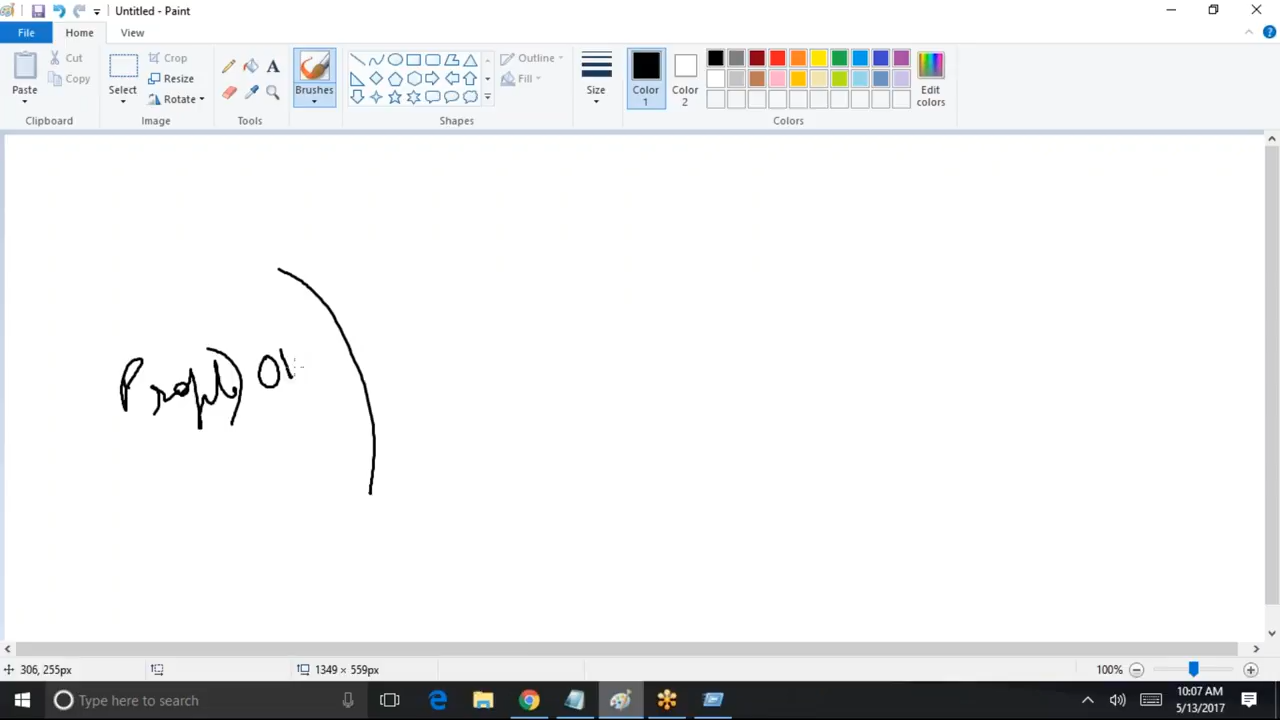 Untitled - Paint
File Home View
Paste Cut Copy Clipboard
Select Crop Resize Rotate Image
A Tools
Brushes
Shapes Outline Fill
Size
Color 1 Color 2 Edit colors Colors
306, 255px 1349 × 559px 100%
Type here to search 10:07 AM
5/13/2017